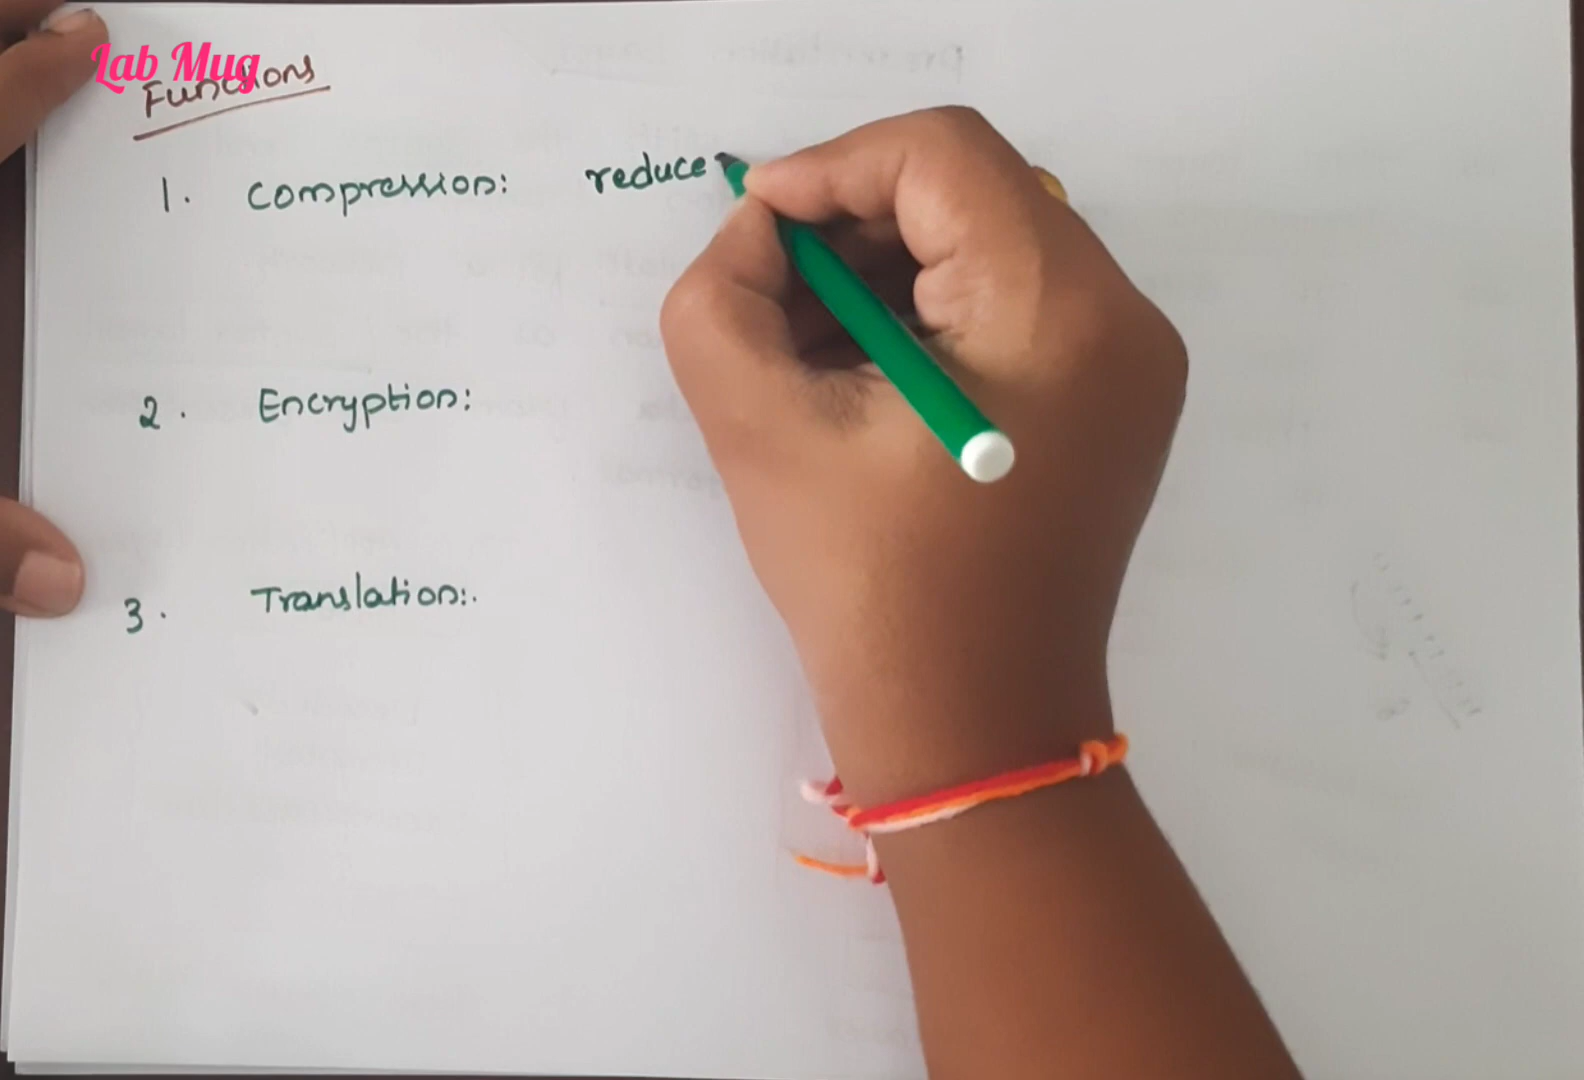 Lab Mug
Functions
1. Compression: reduce
2. Encryption:
3. Translation:.